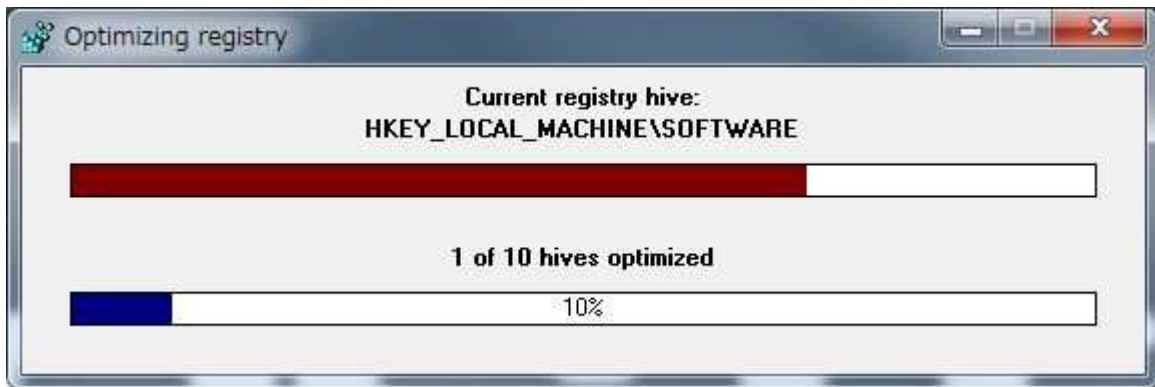 Optimizing registry
Current registry hive:
HKEY_LOCAL_MACHINE\SOFTWARE
1 of 10 hives optimized
10%